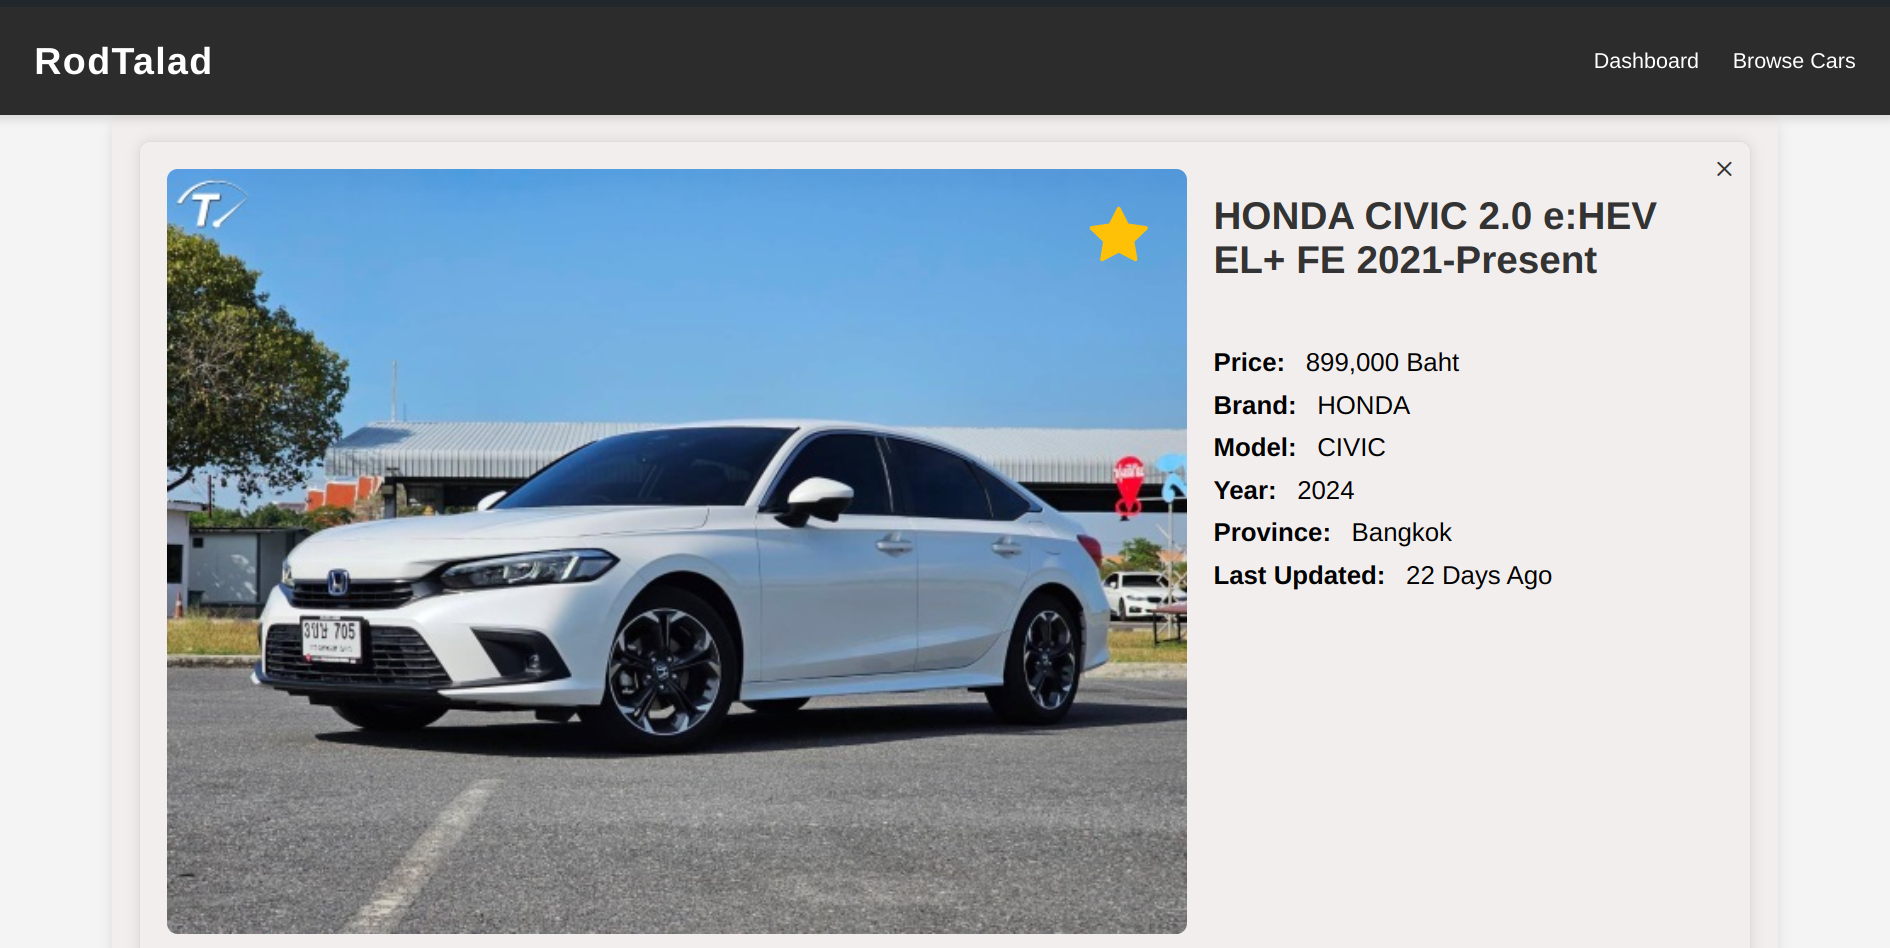 RodTalad
Dashboard
Browse Cars
T
HONDA CIVIC 2.0 e:HEV
EL+ FE 2021-Present
Price: 899,000 Baht
Brand: HONDA
Model: CIVIC
Year: 2024
Province: Bangkok
Last Updated: 22 Days Ago
705